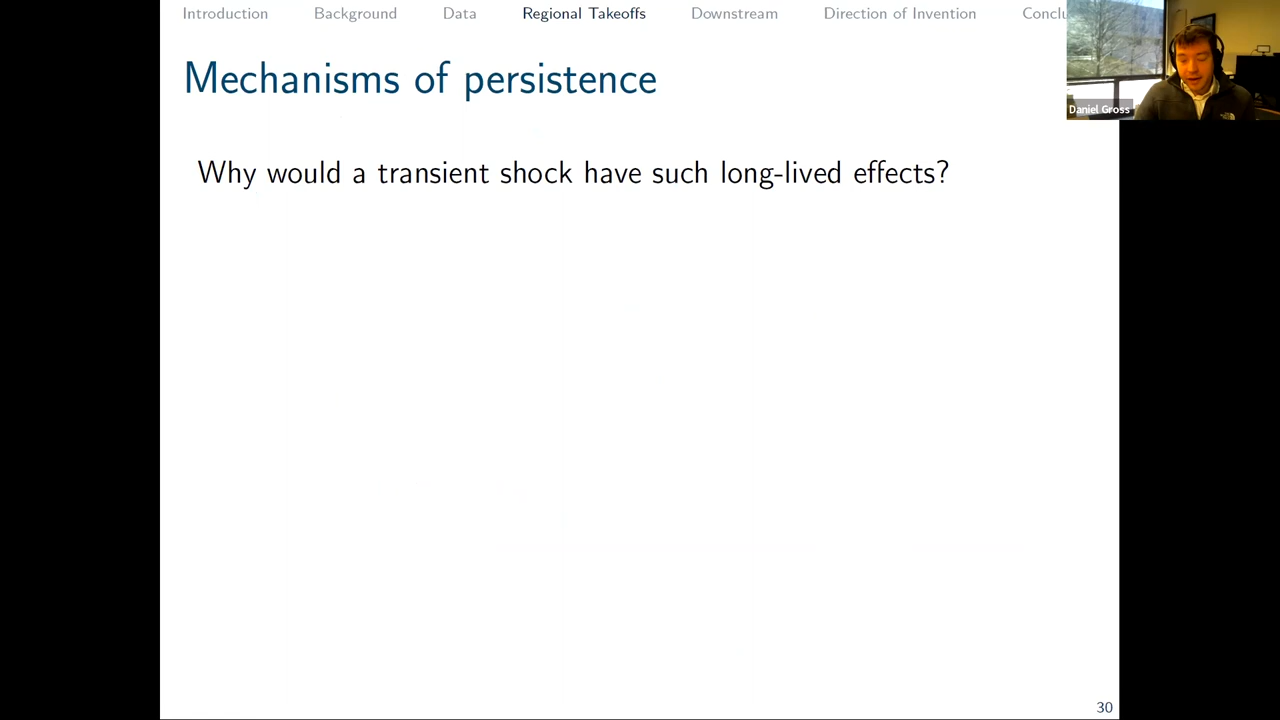 Introduction Background Data Regional Takeoffs Downstream Direction of Invention Conclu
Daniel Gross
Mechanisms of persistence
Why would a transient shock have such long-lived effects?
30